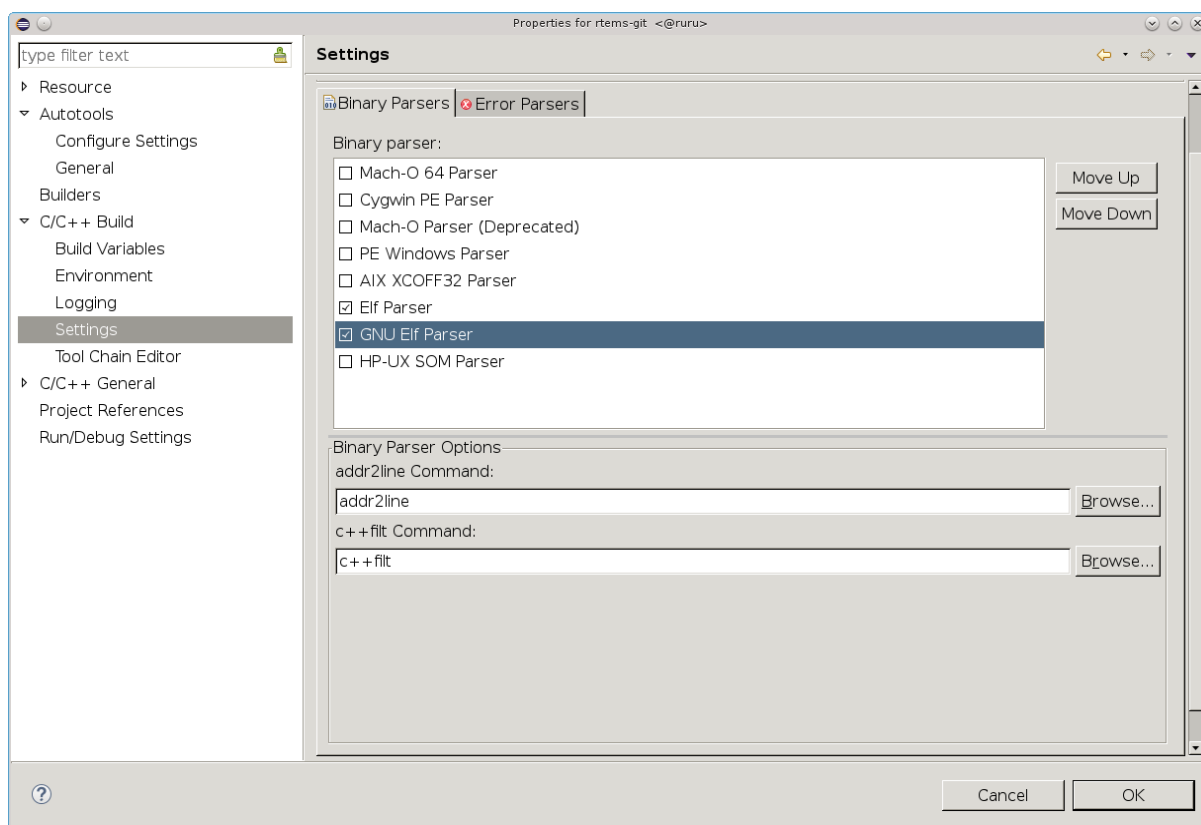 Properties for rtems-git <@ruru>
type filter text
Resource
Autotools
Configure Settings
General
Builders
C/C++ Build
Build Variables
Environment
Logging
Settings
Tool Chain Editor
C/C++ General
Project References
Run/Debug Settings
Settings
Binary Parsers
Error Parsers
Binary parser:
Mach-O 64 Parser
Cygwin PE Parser
Mach-O Parser (Deprecated)
PE Windows Parser
AIX XCOFF32 Parser
Elf Parser
GNU Elf Parser
HP-UX SOM Parser
Move Up
Move Down
Binary Parser Options
addr2line Command:
addr2line
Browse...
c++filt Command:
c++filt
Browse...
Cancel
OK